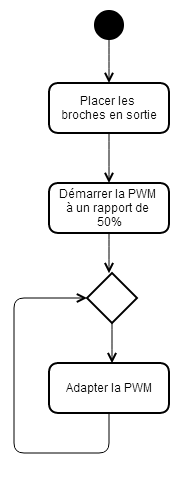 Placer les
broches en sortie
Démarrer la PWM
à un rapport de
50%
Adapter la PWM